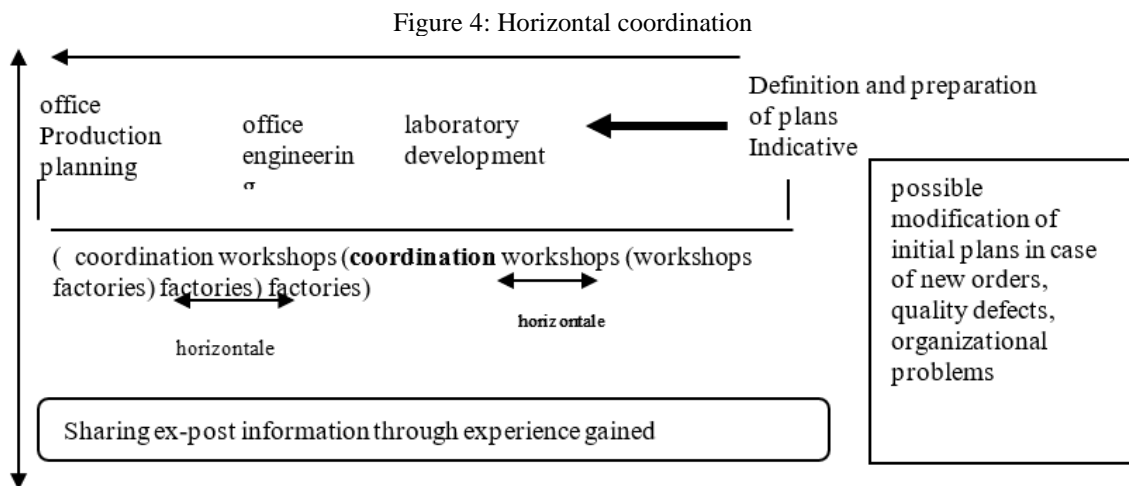 Figure 4: Horizontal coordination
office
Production
planning
office
engineerin
laboratory
development
Definition and preparation
of plans
Indicative
possible
modification of
initial plans in case
of new orders,
quality defects,
organizational
problems
( coordination workshops (coordination workshops (workshops
factories) factories) factories)
horizontale
horizontale
Sharing ex-post information through experience gained